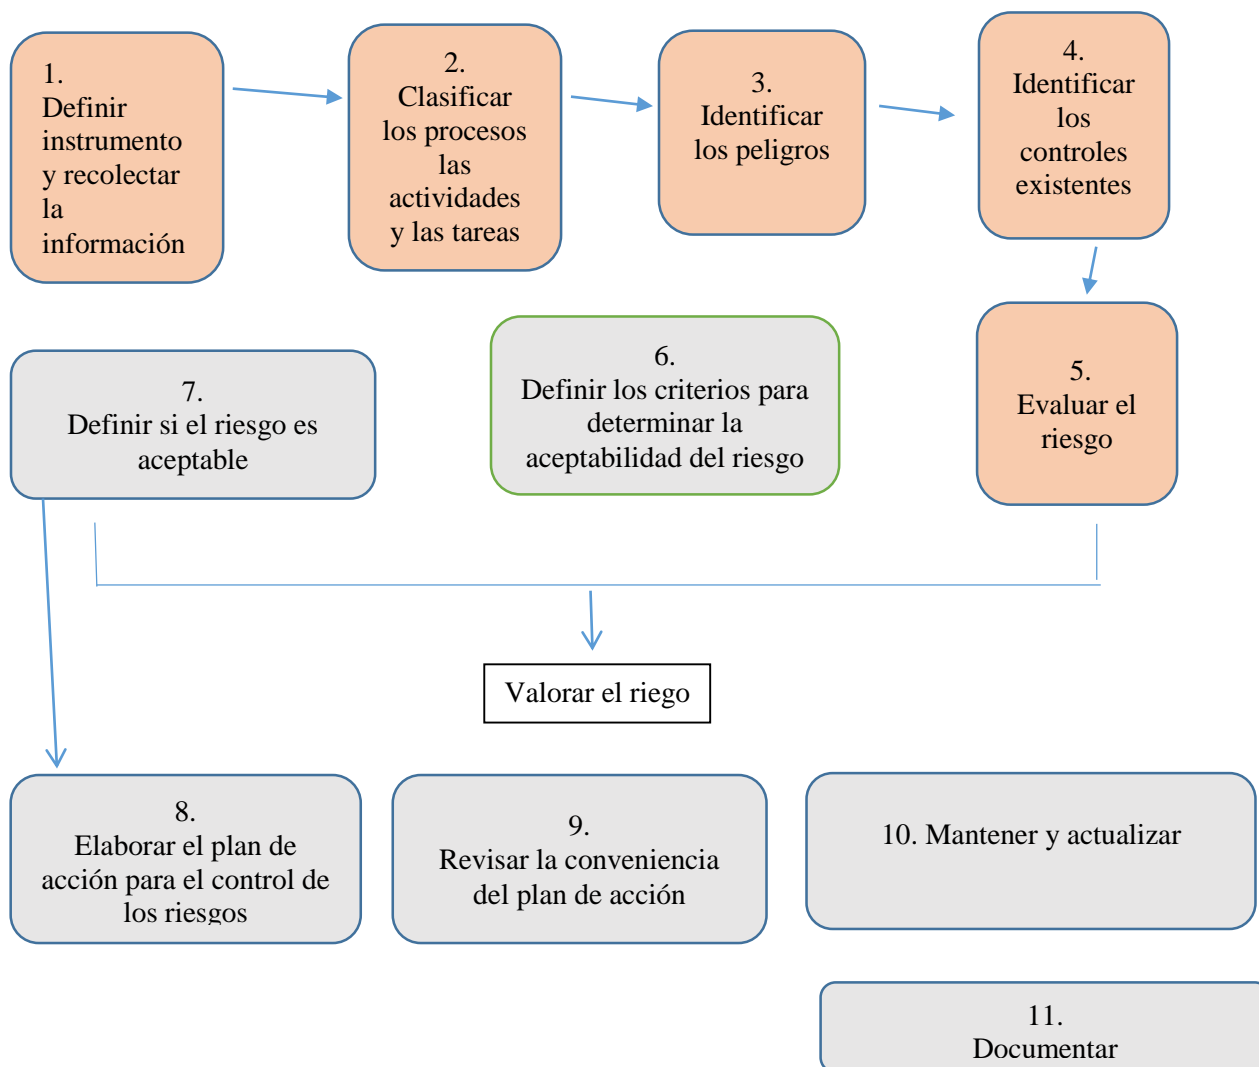 1.
Definir
instrumento
y recolectar
la
información
2.
Clasificar
los procesos
las
actividades
y las tareas
3.
Identificar
los peligros
4.
Identificar
los
controles
existentes
5.
Evaluar el
riesgo
6.
Definir los criterios para
determinar la
aceptabilidad del riesgo
7.
Definir si el riesgo es
aceptable
Valorar el riego
8.
Elaborar el plan de
acción para el control de
los riesgos
9.
Revisar la conveniencia
del plan de acción
10. Mantener y actualizar
11.
Documentar